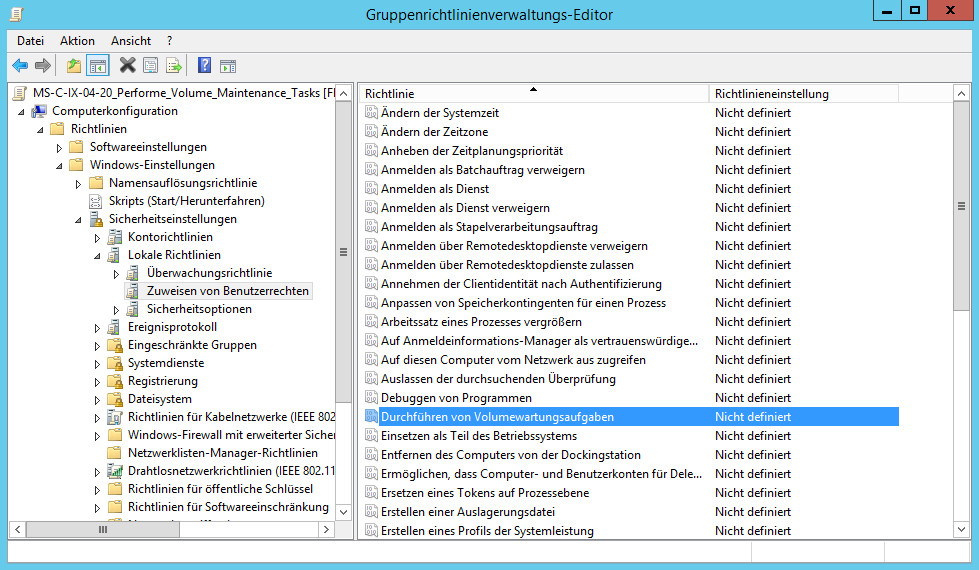 Gruppenrichtlinienverwaltungs-Editor
Datei Aktion Ansicht ?
MS-C-IX-04-20_Performe_Volume_Maintenance_Tasks [Fl
Computerkonfiguration
Richtlinien
Softwareeinstellungen
Windows-Einstellungen
Namensauflösungsrichtlinie
Skripts (Start/Herunterfahren)
Sicherheitseinstellungen
Kontorichtlinien
Lokale Richtlinien
Überwachungsrichtlinie
Zuweisen von Benutzerrechten
Sicherheitsoptionen
Ereignisprotokoll
Eingeschränkte Gruppen
Systemdienste
Registrierung
Dateisystem
Richtlinien für Kabelnetzwerke (IEEE 802
Windows-Firewall mit erweiterter Sicher
Netzwerklisten-Manager-Richtlinien
Drahtlosnetzwerkrichtlinien (IEEE 802.11
Richtlinien für öffentliche Schlüssel
Richtlinien für Softwareeinschränkung
Richtlinie Richtlinieneinstellung
Ändern der Systemzeit Nicht definiert
Ändern der Zeitzone Nicht definiert
Anheben der Zeitplanungspriorität Nicht definiert
Anmelden als Batchauftrag verweigern Nicht definiert
Anmelden als Dienst Nicht definiert
Anmelden als Dienst verweigern Nicht definiert
Anmelden als Stapelverarbeitungsauftrag Nicht definiert
Anmelden über Remotedesktopdienste verweigern Nicht definiert
Anmelden über Remotedesktopdienste zulassen Nicht definiert
Annehmen der Clientidentität nach Authentifizierung Nicht definiert
Anpassen von Speicherkontingenten für einen Prozess Nicht definiert
Arbeitssatz eines Prozesses vergrößern Nicht definiert
Auf Anmeldeinformations-Manager als vertrauenswürdige... Nicht definiert
Auf diesen Computer vom Netzwerk aus zugreifen Nicht definiert
Auslassen der durchsuchenden Überprüfung Nicht definiert
Debuggen von Programmen Nicht definiert
Durchführen von Volumewartungsaufgaben Nicht definiert
Einsetzen als Teil des Betriebssystems Nicht definiert
Entfernen des Computers von der Dockingstation Nicht definiert
Ermöglichen, dass Computer- und Benutzerkonten für Dele... Nicht definiert
Ersetzen eines Tokens auf Prozessebene Nicht definiert
Erstellen einer Auslagerungsdatei Nicht definiert
Erstellen eines Profils der Systemleistung Nicht definiert